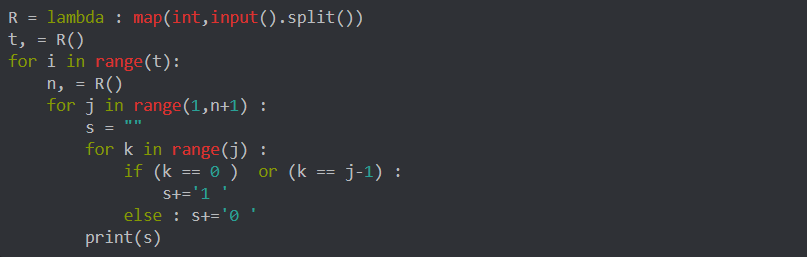 R = lambda : map(int,input().split())
t, = R()
for i in range(t):
    n, = R()
    for j in range(1,n+1) :
        s = ""
        for k in range(j) :
            if (k == 0 )  or (k == j-1) :
                s+='1 '
            else : s+='0 '
        print(s)